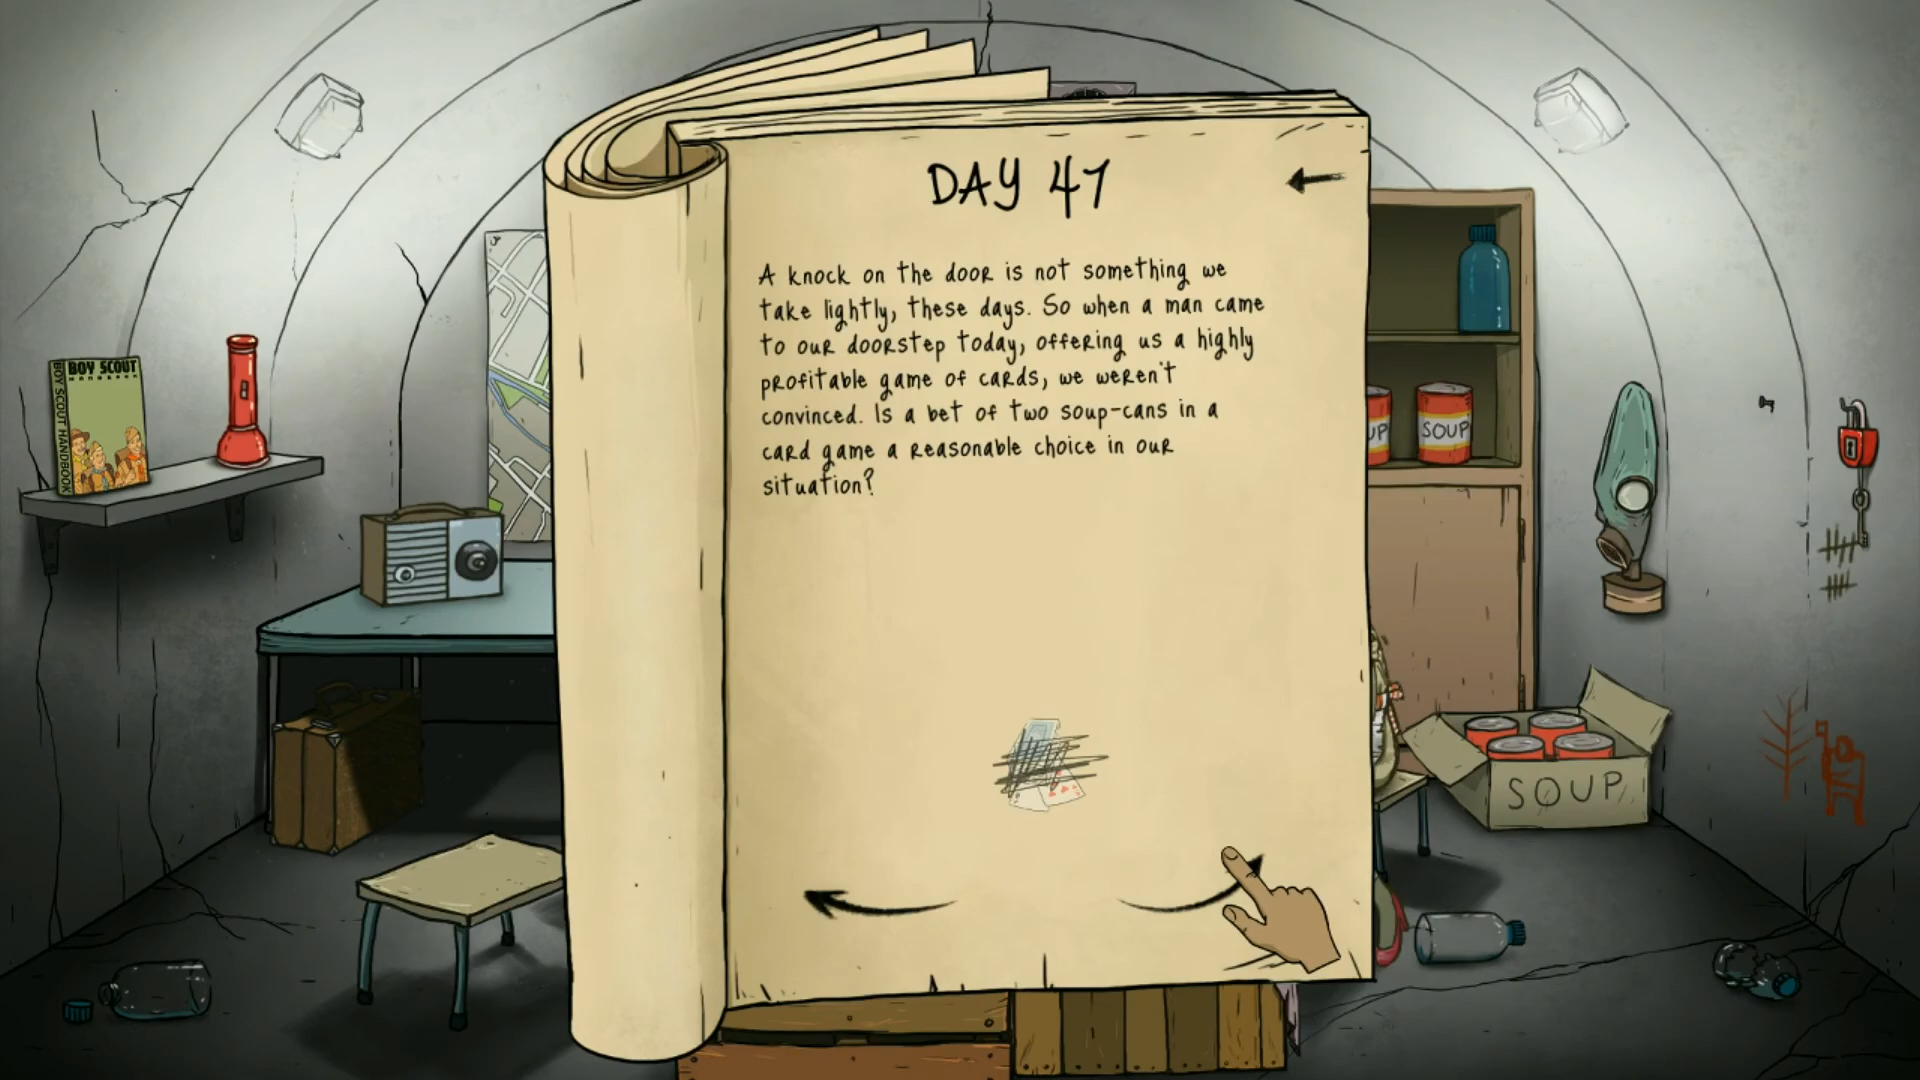 DAY 47
A knock on the door is not something we
take lightly, these days. So when a man came
to our doorstep today, offering us a highly
profitable game of cards, we weren't
convinced. Is a bet of two soup-cans in a
card game a reasonable choice in our
situation?
BOY SCOUT
HANDBOOK
BOY SCOUT HANDBOOK
UP
SOUP
SOUP